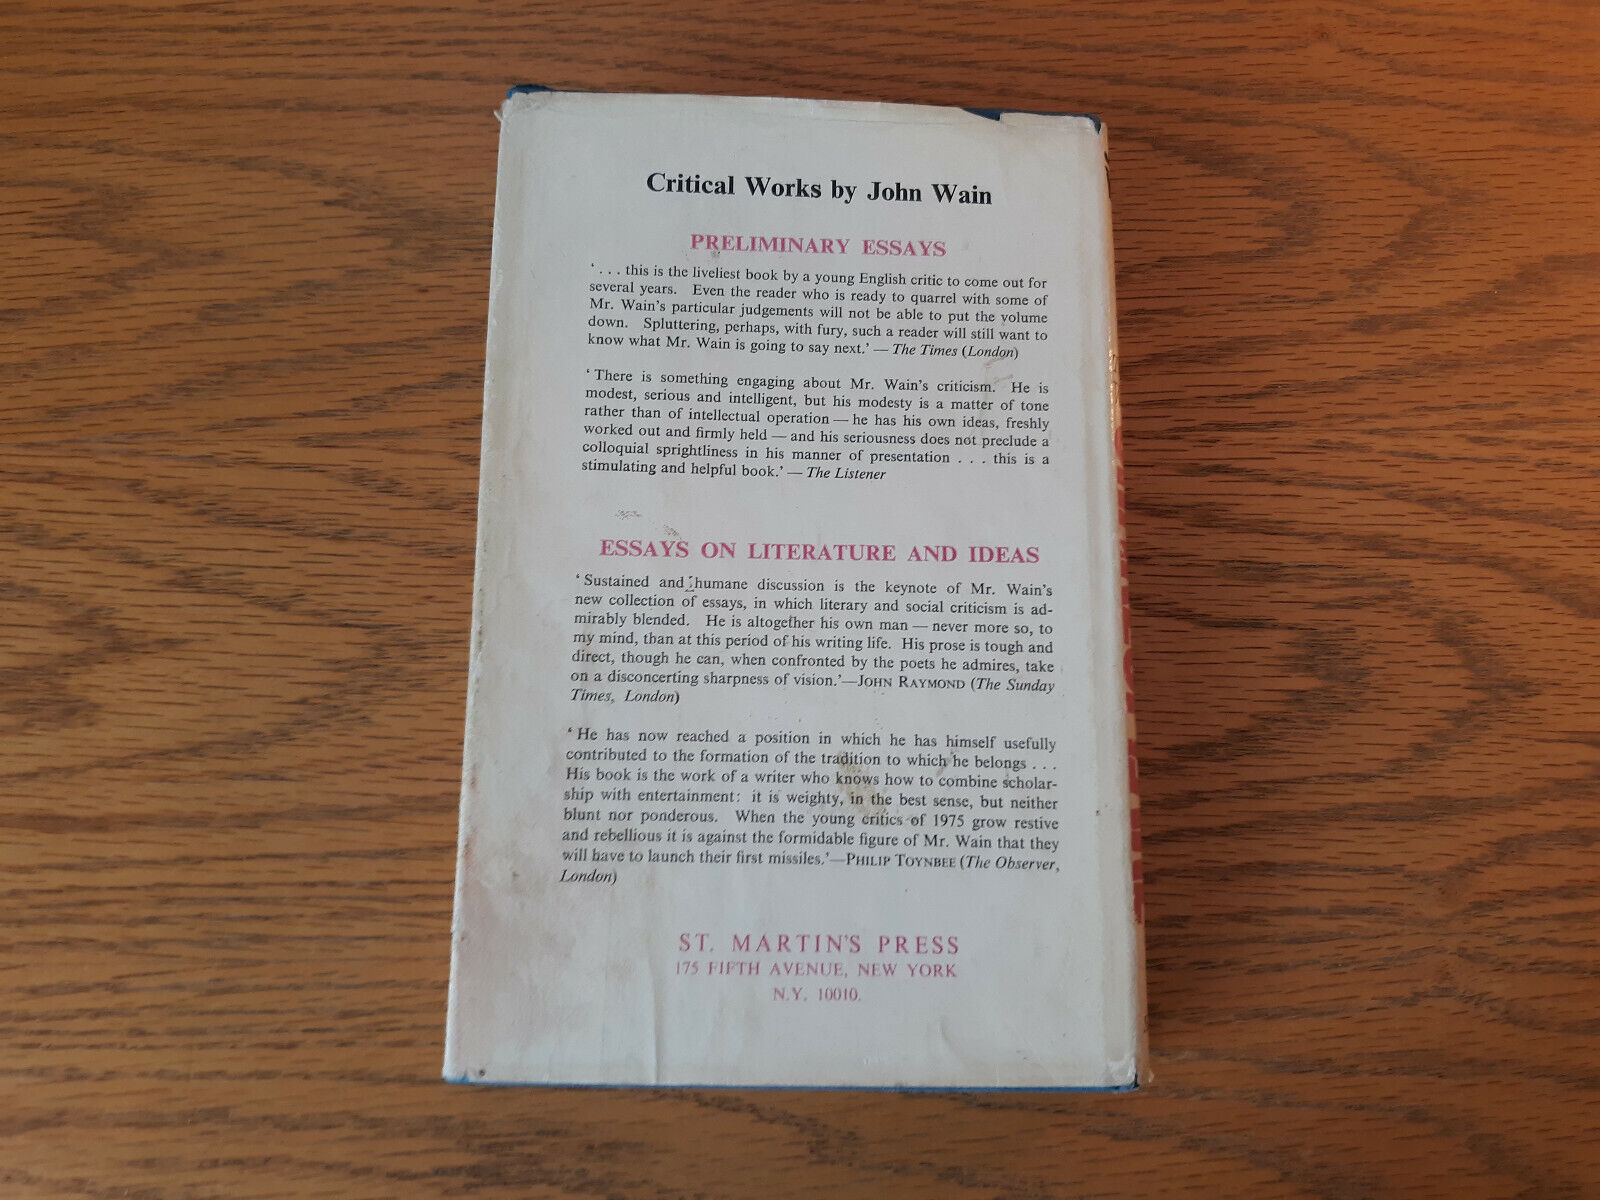 Critical Works by John Wain
PRELIMINARY ESSAYS
‘ . . . this is the liveliest book by a young English critic to come out for
several years. Even the reader who is ready to quarrel with some of
Mr. Wain's particular judgements will not be able to put the volume
down. Spluttering, perhaps, with fury, such a reader will still want to
know what Mr. Wain is going to say next.’ — The Times (London)
‘ There is something engaging about Mr. Wain's criticism. He is
modest, serious and intelligent, but his modesty is a matter of tone
rather than of intellectual operation — he has his own ideas, freshly
worked out and firmly held — and his seriousness does not preclude a
colloquial sprightliness in his manner of presentation . . . this is a
stimulating and helpful book.’ — The Listener
ESSAYS ON LITERATURE AND IDEAS
‘ Sustained and humane discussion is the keynote of Mr. Wain's
new collection of essays, in which literary and social criticism is ad-
mirably blended. He is altogether his own man — never more so, to
my mind, than at this period of his writing life. His prose is tough and
direct, though he can, when confronted by the poets he admires, take
on a disconcerting sharpness of vision.’—JOHN RAYMOND (The Sunday
Times, London)
‘ He has now reached a position in which he has himself usefully
contributed to the formation of the tradition to which he belongs . . .
His book is the work of a writer who knows how to combine scholar-
ship with entertainment: it is weighty, in the best sense, but neither
blunt nor ponderous. When the young critics of 1975 grow restive
and rebellious it is against the formidable figure of Mr. Wain that they
will have to launch their first missiles.’—PHILIP TOYNBEE (The Observer,
London)
ST. MARTIN'S PRESS
175 FIFTH AVENUE, NEW YORK
N.Y. 10010.